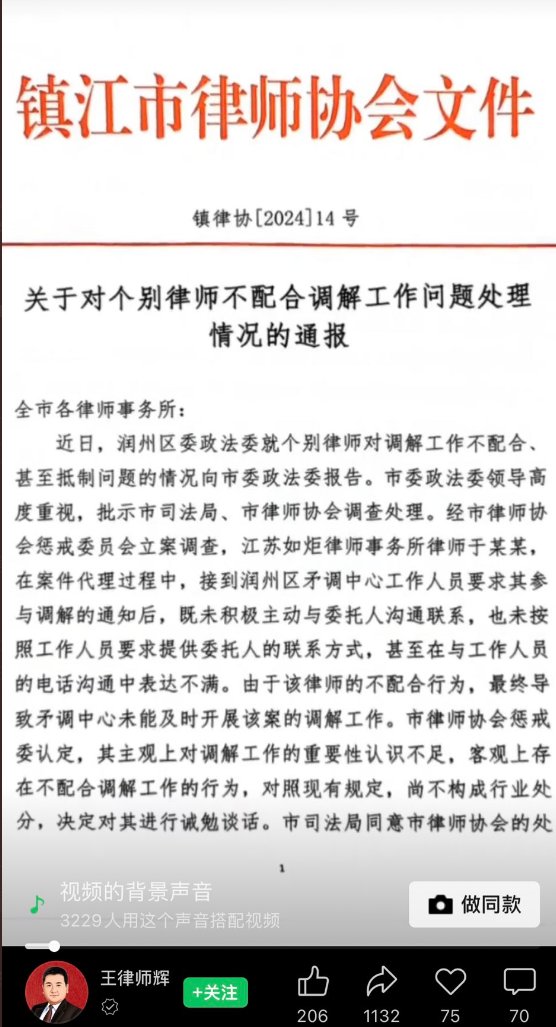 镇江市律师协会文件
镇律协[2024]14 号
关于对个别律师不配合调解工作问题处理
情况的通报
全市各律师事务所：
近日，润州区委政法委就个别律师对调解工作不配合、
甚至抵制问题的情况向市委政法委报告。市委政法委领导高
度重视，批示市司法局、市律师协会调查处理。经市律师协
会惩戒委员会立案调查，江苏如炬律师事务所律师于某某，
在案件代理过程中，接到润州区矛调中心工作人员要求其参
与调解的通知后，既未积极主动与委托人沟通联系，也未按
照工作人员要求提供委托人的联系方式，甚至在与工作人员
的电话沟通中表达不满。由于该律师的不配合行为，最终导
致矛调中心未能及时开展该案的调解工作。市律师协会惩戒
委认定，其主观上对调解工作的重要性认识不足，客观上存
在不配合调解工作的行为，对照现有规定，尚不构成行业处
分，决定对其进行诫勉谈话。市司法局同意市律师协会的处
1
视频的背景声音
3229人用这个声音搭配视频
做同款
王律师辉
+关注
206
1132
75
70